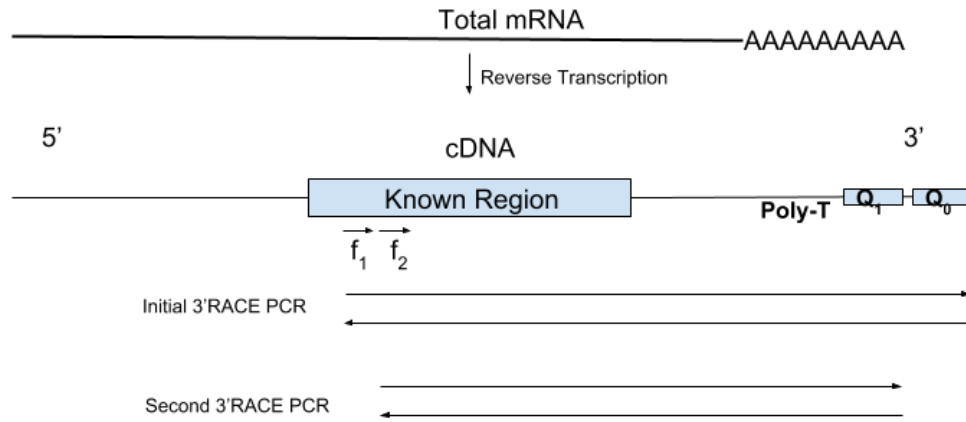 Total mRNA
AAAAAAAAA
Reverse Transcription
5’ 3’
cDNA
Known Region
Poly-T Q1 Q0
f1 f2
Initial 3’RACE PCR
Second 3’RACE PCR